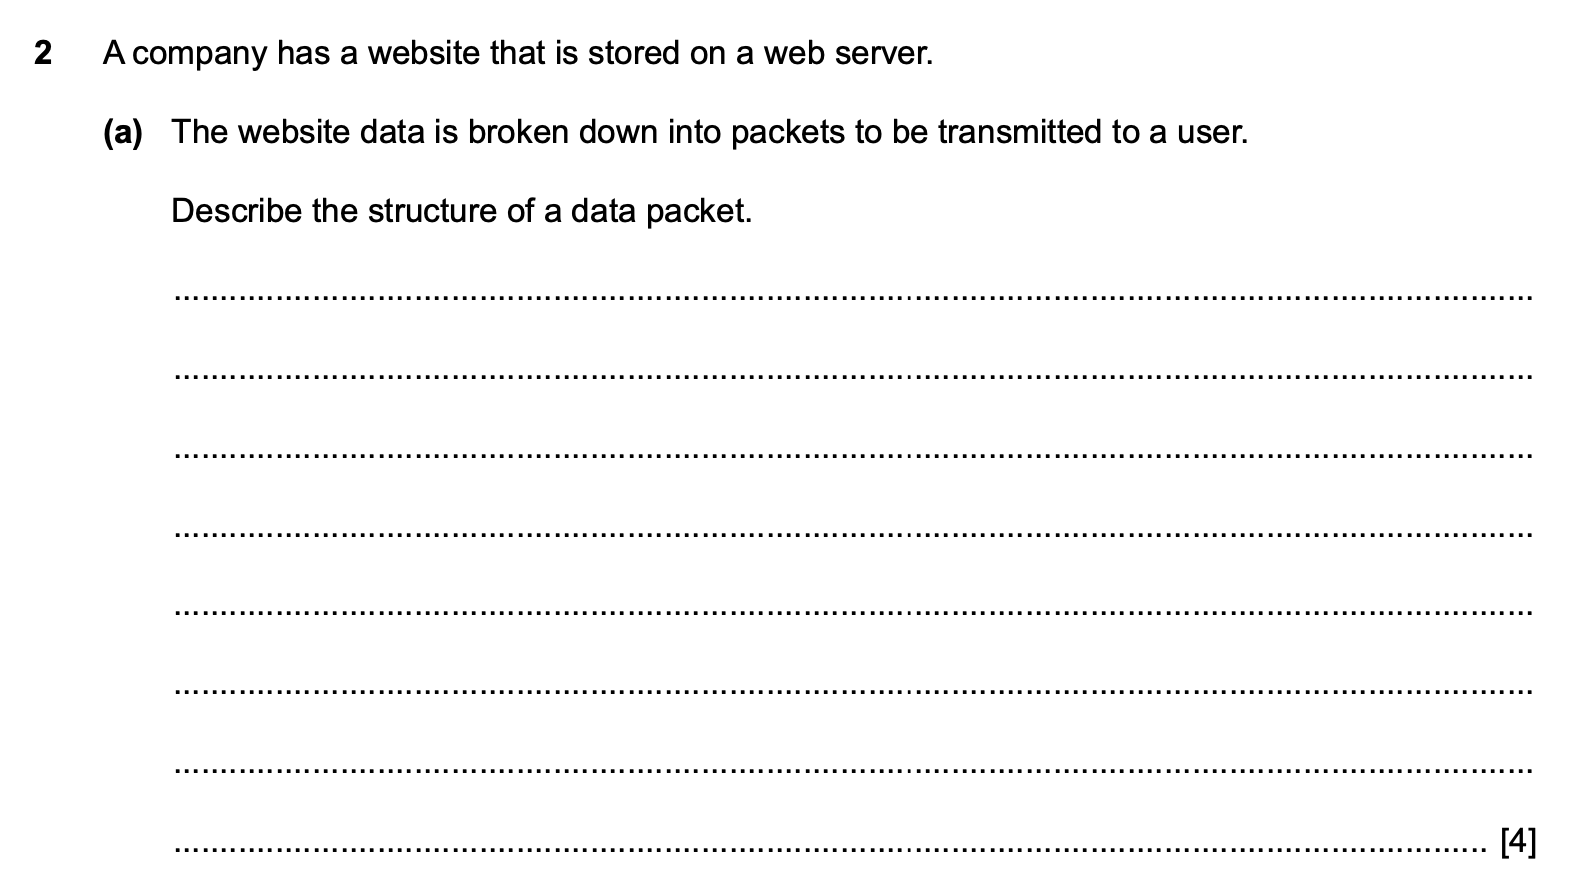 2 A company has a website that is stored on a web server.
(a) The website data is broken down into packets to be transmitted to a user.
Describe the structure of a data packet.
[4]